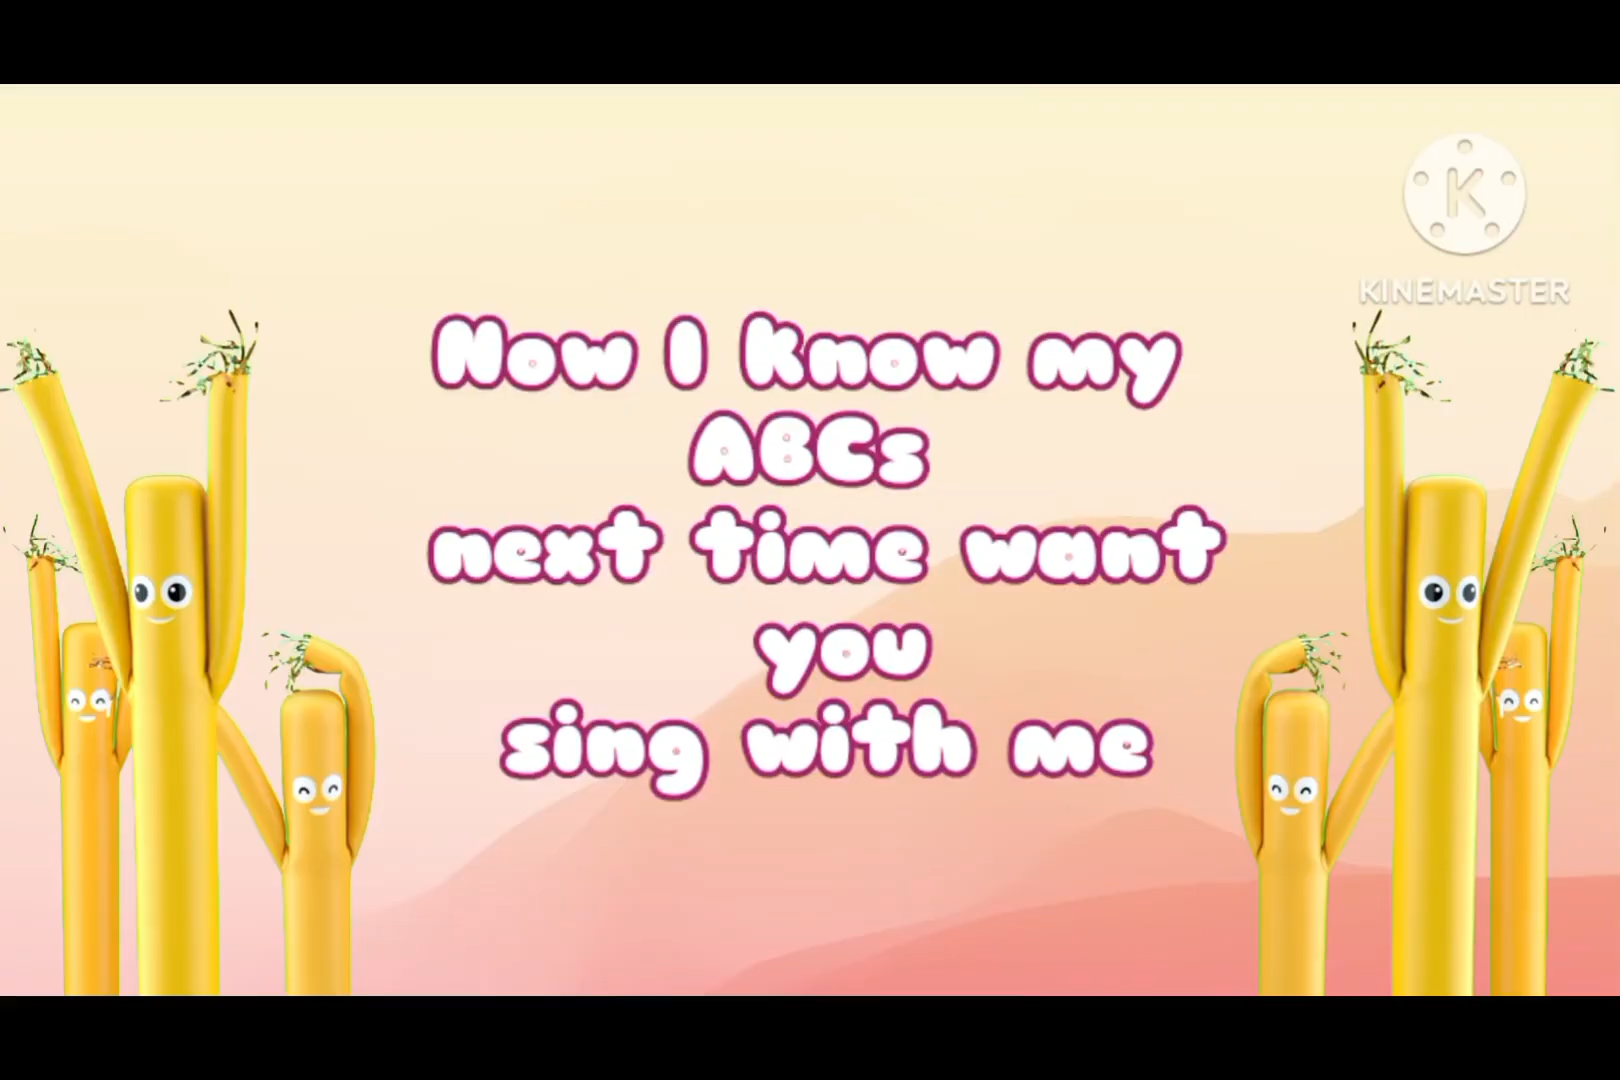 K
KINEMASTER
Now I know my
ABCs
next time want
you
sing with me